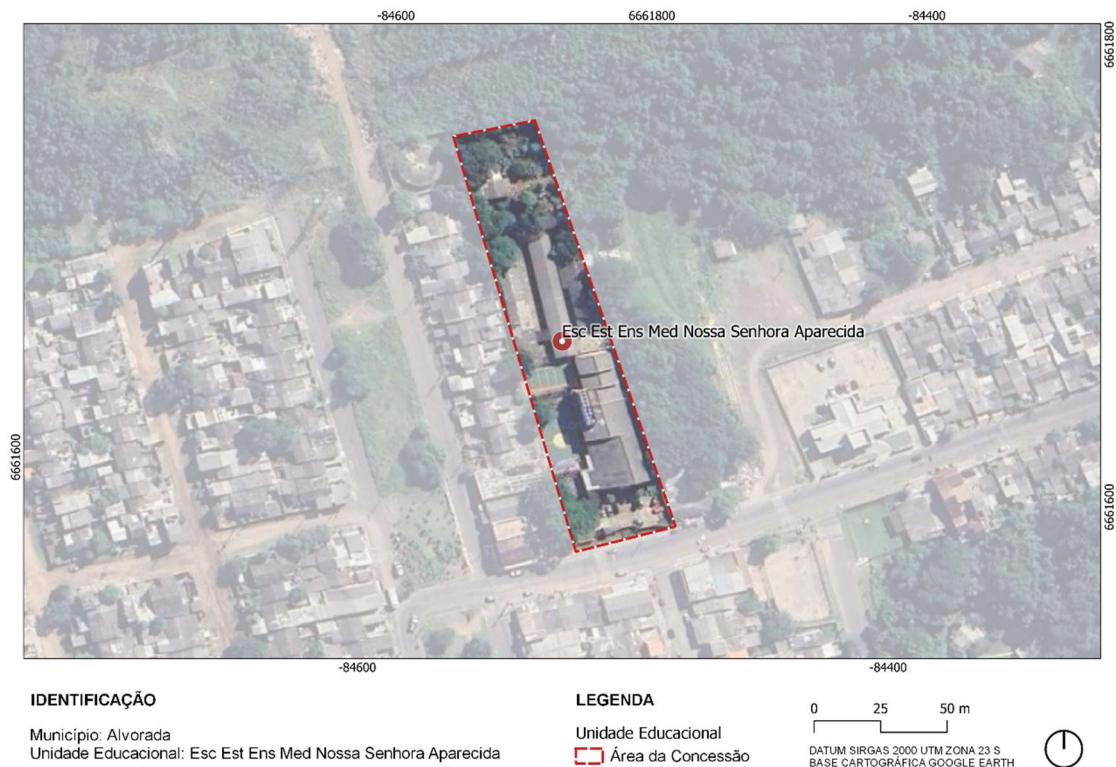 -84600 6661800 -84400
6661800
Esc Est Ens Med Nossa Senhora Aparecida
6661600
6661600
-84600 -84400
IDENTIFICAÇÃO
Município: Alvorada
Unidade Educacional: Esc Est Ens Med Nossa Senhora Aparecida
LEGENDA
Unidade Educacional
Área da Concessão
0 25 50 m
DATUM SIRGAS 2000 UTM ZONA 23 S
BASE CARTOGRÁFICA GOOGLE EARTH